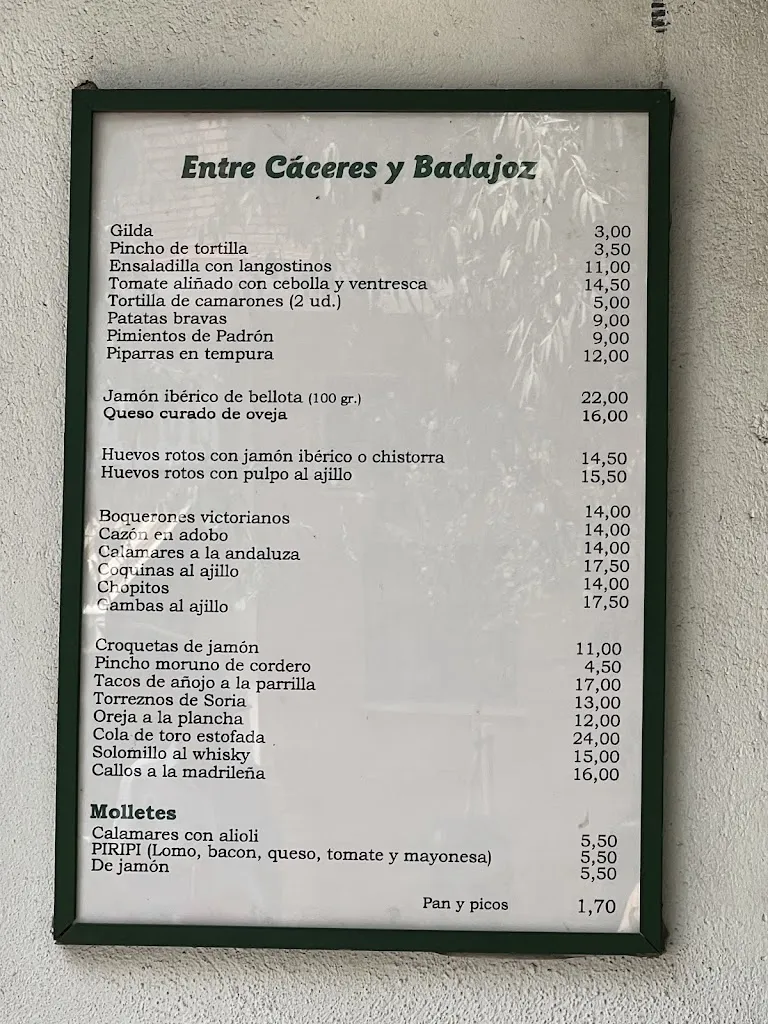 Entre Cáceres y Badajoz
Gilda 3,00
Pincho de tortilla 3,50
Ensaladilla con langostinos 11,00
Tomate aliñado con cebolla y ventresca 14,50
Tortilla de camarones (2 ud.) 5,00
Patatas bravas 9,00
Pimientos de Padrón 9,00
Piparras en tempura 12,00
Jamón ibérico de bellota (100 gr.) 22,00
Queso curado de oveja 16,00
Huevos rotos con jamón ibérico o chistorra 14,50
Huevos rotos con pulpo al ajillo 15,50
Boquerones victorianos 14,00
Cazón en adobo 14,00
Calamares a la andaluza 14,00
Coquinas al ajillo 17,50
Chopitos 14,00
Gambas al ajillo 17,50
Croquetas de jamón 11,00
Pincho moruno de cordero 4,50
Tacos de añojo a la parrilla 17,00
Torreznos de Soria 13,00
Oreja a la plancha 12,00
Cola de toro estofada 24,00
Solomillo al whisky 15,00
Callos a la madrileña 16,00
Molletes
Calamares con alioli 5,50
PIRIPI (Lomo, bacon, queso, tomate y mayonesa) 5,50
De jamón 5,50
Pan y picos 1,70